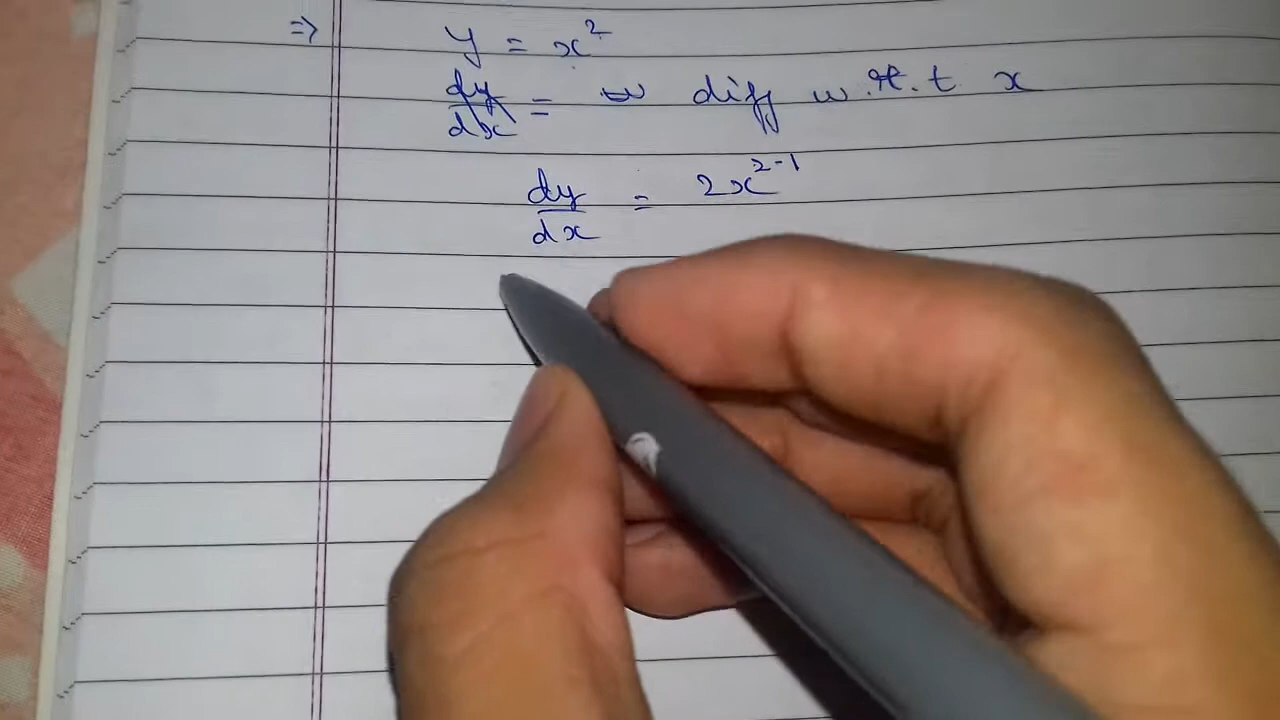 ⇒ y = x²
dy/dx = w diff w.r.t x
dy/dx = 2x²⁻¹